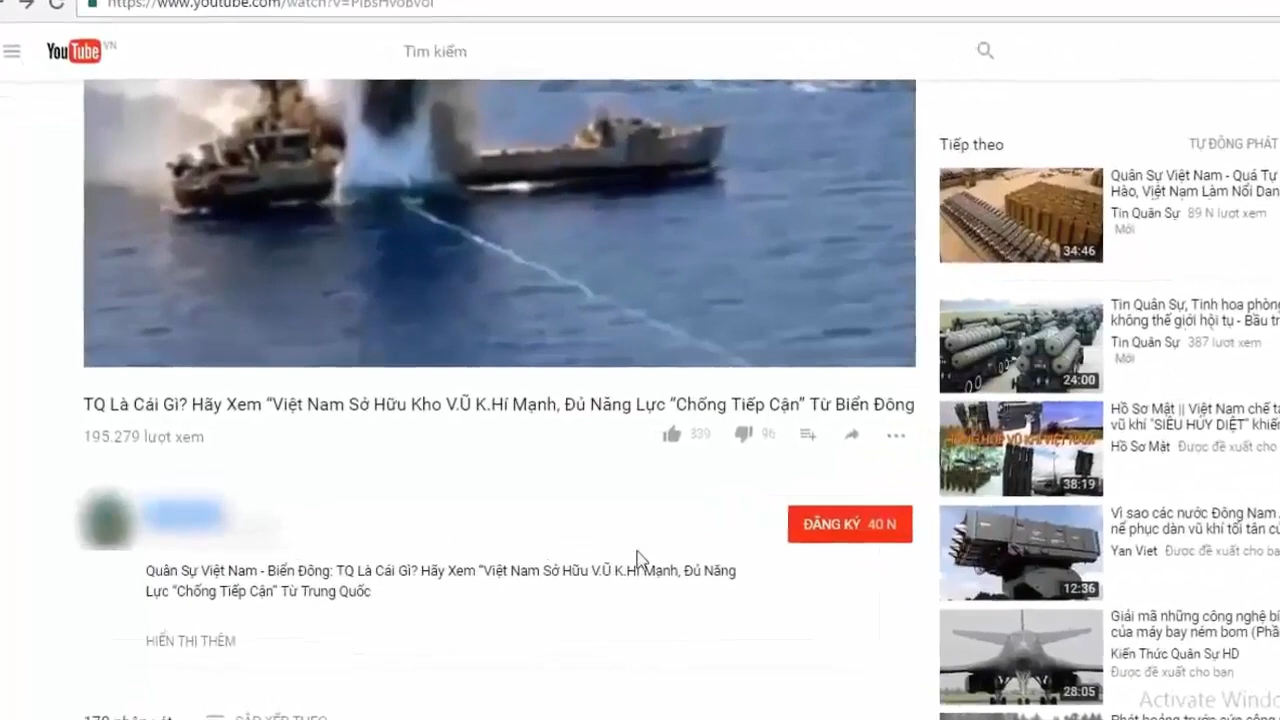 https://www.youtube.com/watch?v=
YouTube VN
Tìm kiếm
TQ Là Cái Gì? Hãy Xem “Việt Nam Sở Hữu Kho V.Ũ K.Hí Mạnh, Đủ Năng Lực “Chống Tiếp Cận” Từ Biển Đông
195.279 lượt xem
339
96
ĐĂNG KÝ 40 N
Quân Sự Việt Nam - Biển Đông: TQ Là Cái Gì? Hãy Xem “Việt Nam Sở Hữu V.Ũ K.Hí Mạnh, Đủ Năng
Lực “Chống Tiếp Cận” Từ Trung Quốc
HIỂN THỊ THÊM
SẮP XẾP THEO
Tiếp theo
TỰ ĐỘNG PHÁT
Quân Sự Việt Nam - Quá Tự
Hào, Việt Nam Làm Nổi Dan
Tin Quân Sự 89 N lượt xem
Mới
34:46
Tin Quân Sự, Tinh hoa phòng
không thế giới hội tụ - Bầu
Tin Quân Sự 387 lượt xem
Mới
24:00
Hồ Sơ Mật || Việt Nam chế
vũ khí "SIÊU HỦY DIỆT" khiến
Hồ Sơ Mật Được đề xuất cho
38:19
Vì sao các nước Đông Nam
nể phục dàn vũ khí tối tân
Yan Viet Được đề xuất cho
12:36
Giải mã những công nghệ
của máy bay ném bom (Phần
Kiến Thức Quân Sự HD
Được đề xuất cho bạn
28:05
Activate Windo